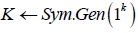 K ← Sym.Gen(1^k)